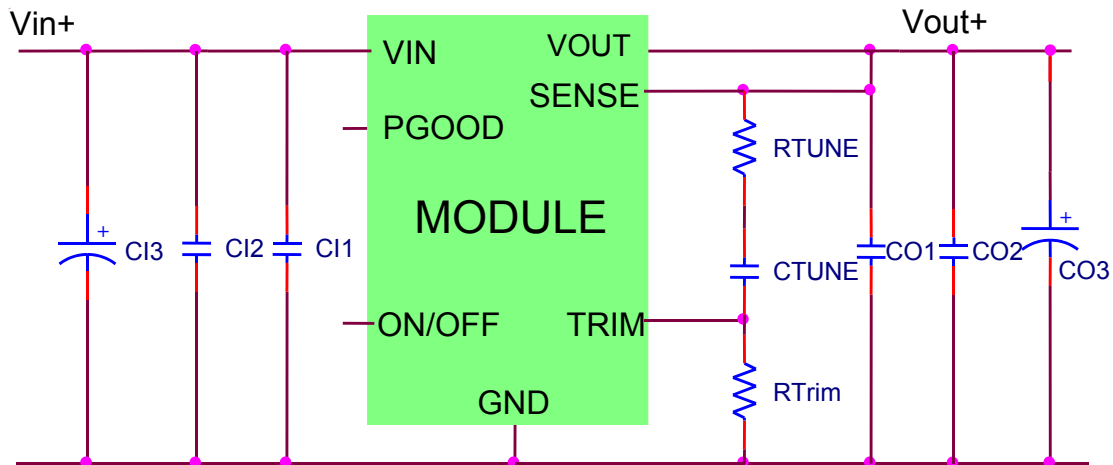 Vin+
Vout+
VIN
VOUT
SENSE
PGOOD
RTUNE
MODULE
+
CI3
CI2
CI1
CTUNE
CO1
CO2
+
CO3
ON/OFF
TRIM
RTrim
GND